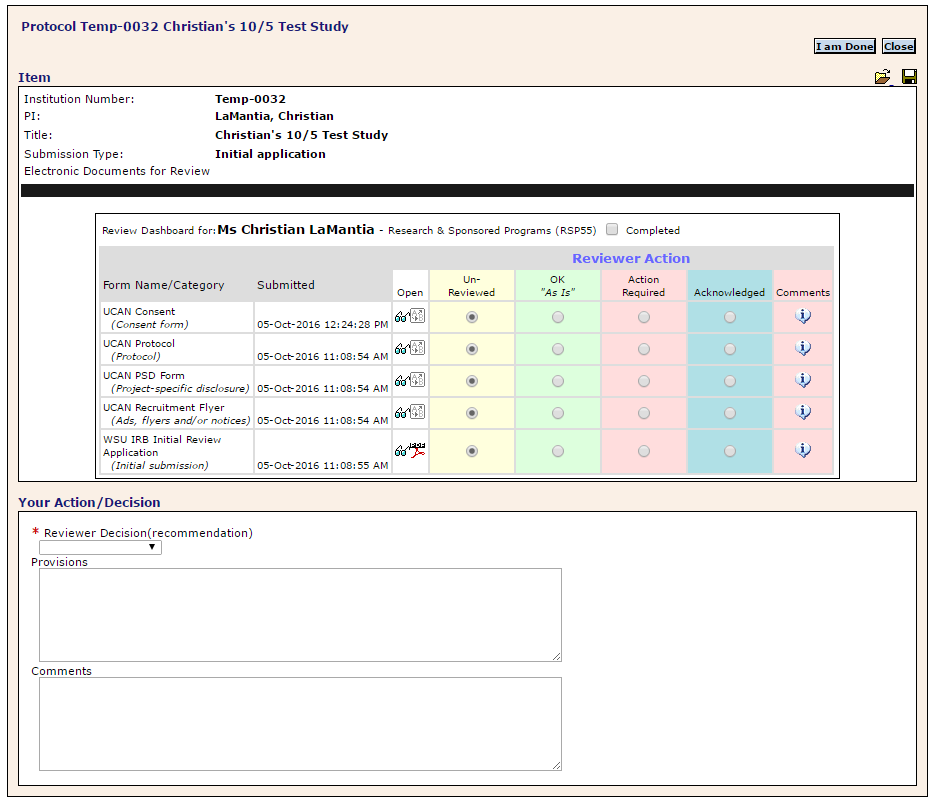 Protocol Temp-0032 Christian's 10/5 Test Study
I am Done Close
Item
Institution Number: Temp-0032
PI: LaMantia, Christian
Title: Christian's 10/5 Test Study
Submission Type: Initial application
Electronic Documents for Review
Review Dashboard for: Ms Christian LaMantia - Research & Sponsored Programs (RSP55) Completed
Reviewer Action
Form Name/Category Submitted Open Un-Reviewed OK "As Is" Action Required Acknowledged Comments
UCAN Consent
(Consent form) 05-Oct-2016 12:24:28 PM
UCAN Protocol
(Protocol) 05-Oct-2016 11:08:54 AM
UCAN PSD Form
(Project-specific disclosure) 05-Oct-2016 11:08:54 AM
UCAN Recruitment Flyer
(Ads, flyers and/or notices) 05-Oct-2016 11:08:54 AM
WSU IRB Initial Review
Application
(Initial submission) 05-Oct-2016 11:08:55 AM
Your Action/Decision
* Reviewer Decision(recommendation)
Provisions
Comments